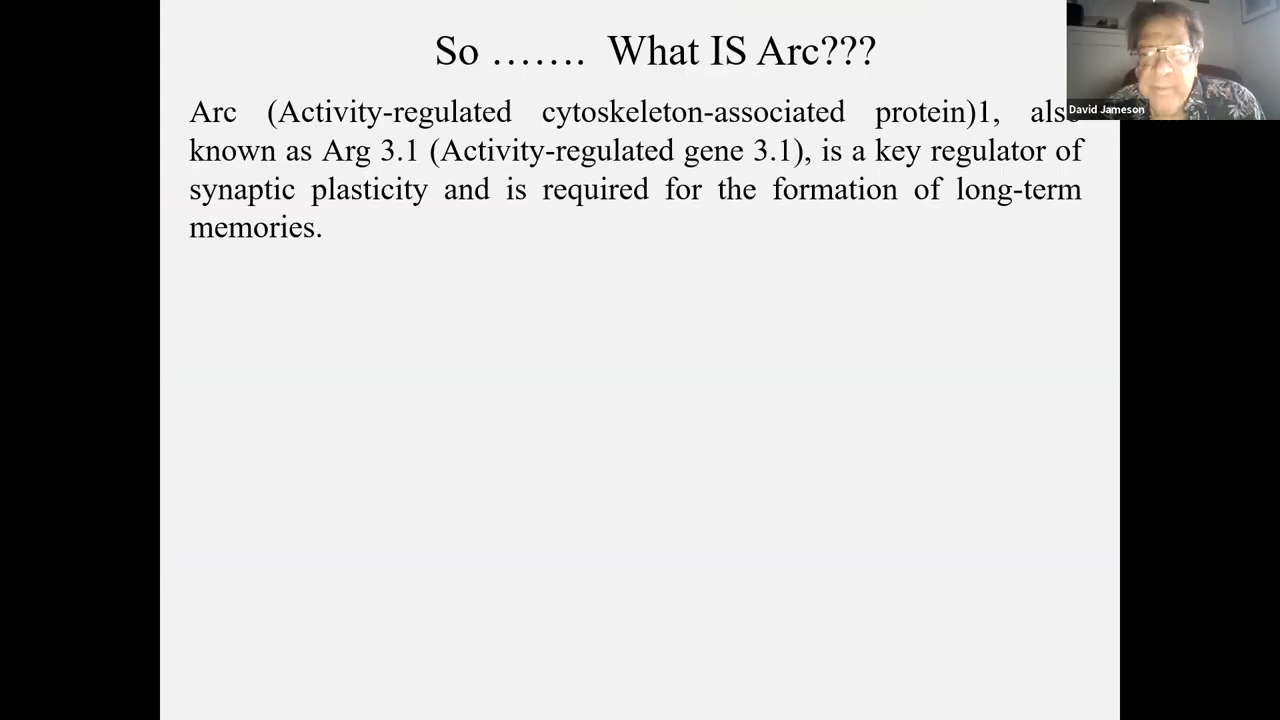 So ……. What IS Arc???
David Jameson
Arc (Activity-regulated cytoskeleton-associated protein)1, also
known as Arg 3.1 (Activity-regulated gene 3.1), is a key regulator of
synaptic plasticity and is required for the formation of long-term
memories.